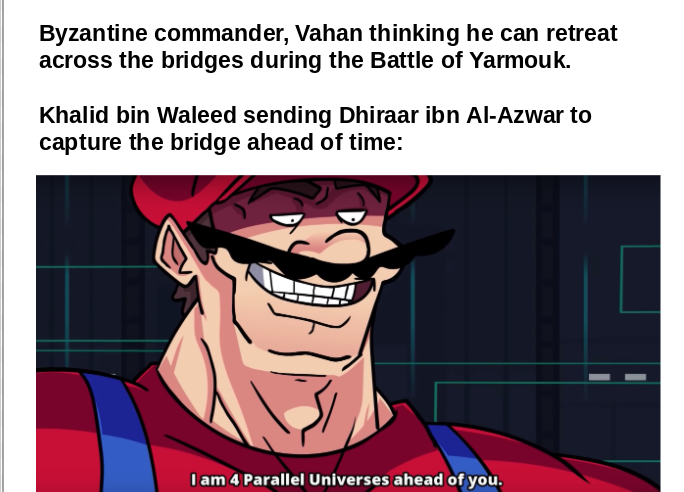 Byzantine commander, Vahan thinking he can retreat
across the bridges during the Battle of Yarmouk.
Khalid bin Waleed sending Dhiraar ibn Al-Azwar to
capture the bridge ahead of time:
I am 4 Parallel Universes ahead of you.